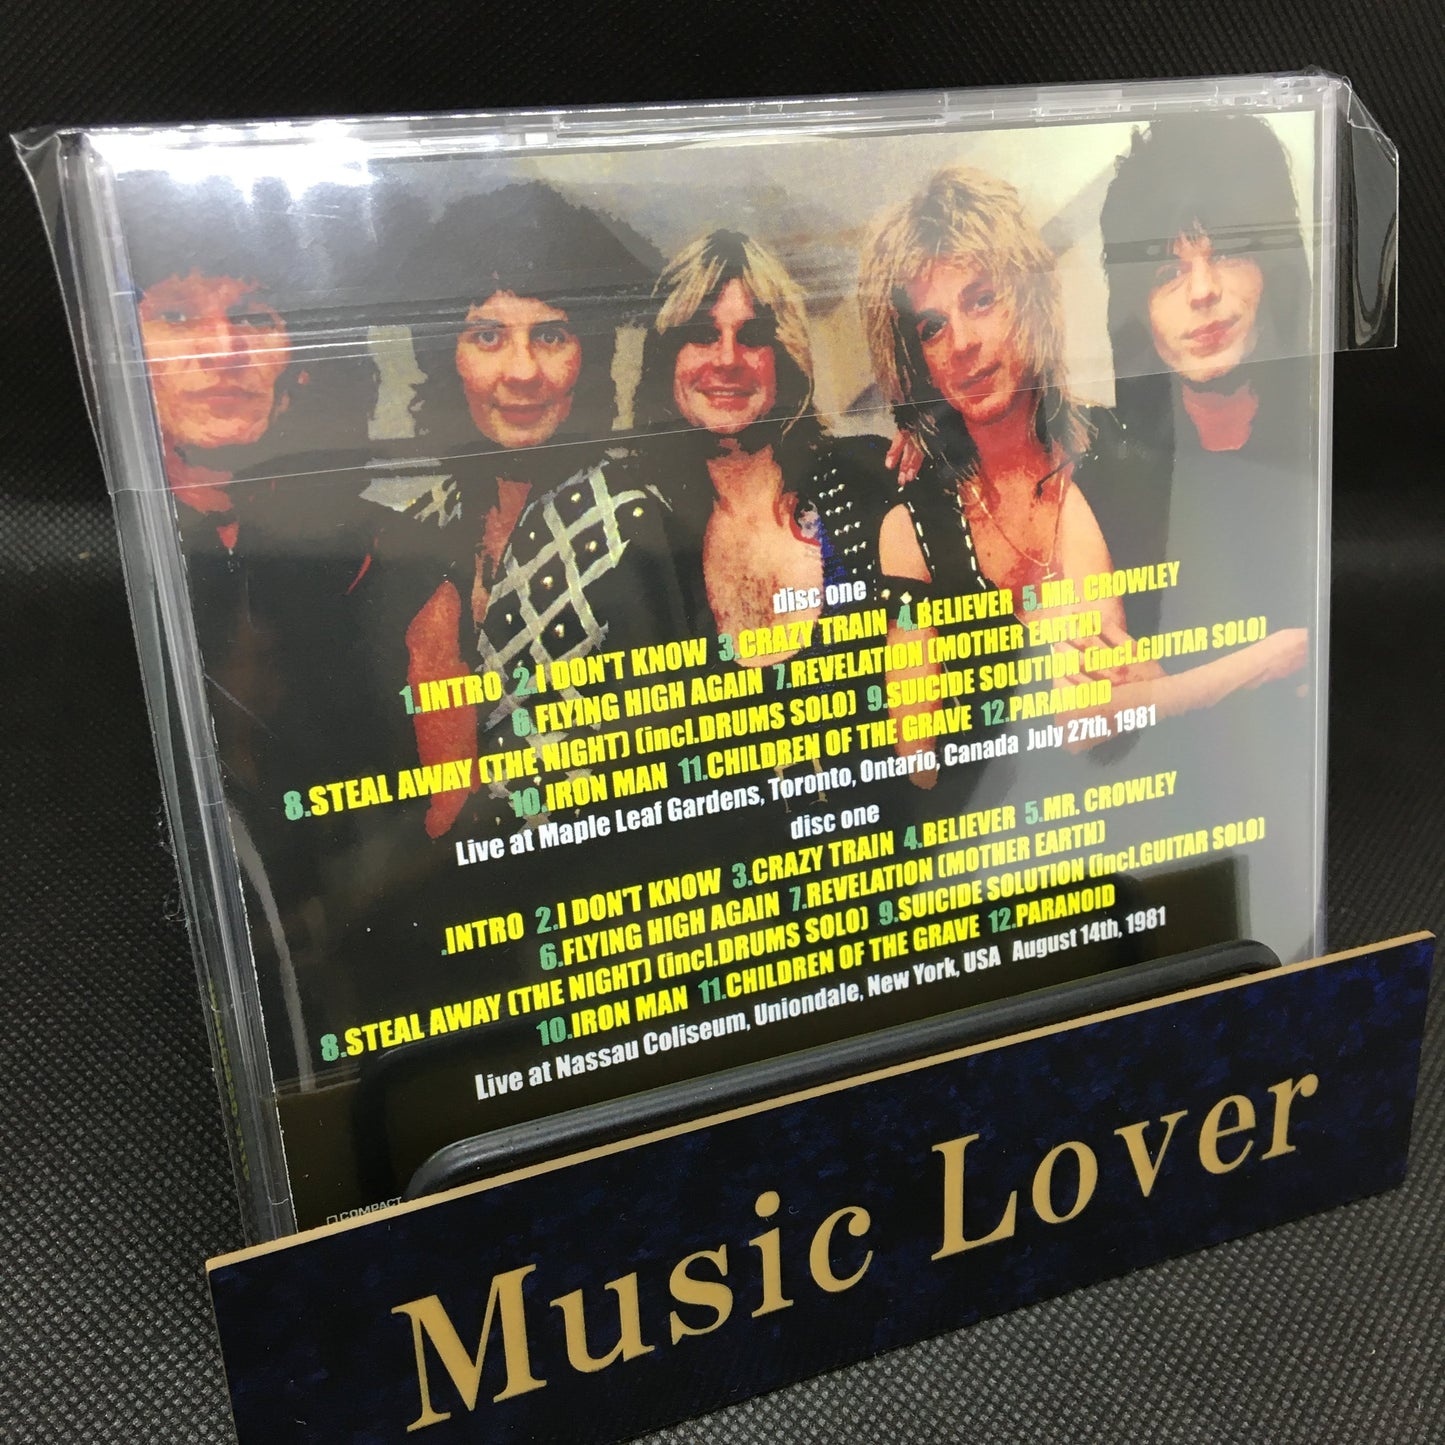 disc one
1.INTRO 2.I DON'T KNOW 3.CRAZY TRAIN 4.BELIEVER 5.MR. CROWLEY
6.FLYING HIGH AGAIN 7.REVELATION (MOTHER EARTH)
8.STEAL AWAY (THE NIGHT) (incl.DRUMS SOLO) 9.SUICIDE SOLUTION (incl.GUITAR SOLO)
10.IRON MAN 11.CHILDREN OF THE GRAVE 12.PARANOID
Live at Maple Leaf Gardens, Toronto, Ontario, Canada July 27th, 1981
disc one
.INTRO 2.I DON'T KNOW 3.CRAZY TRAIN 4.BELIEVER 5.MR. CROWLEY
6.FLYING HIGH AGAIN 7.REVELATION (MOTHER EARTH)
8.STEAL AWAY (THE NIGHT) (incl.DRUMS SOLO) 9.SUICIDE SOLUTION (incl.GUITAR SOLO)
10.IRON MAN 11.CHILDREN OF THE GRAVE 12.PARANOID
Live at Nassau Coliseum, Uniondale, New York, USA August 14th, 1981
COMPACT
Music Lover